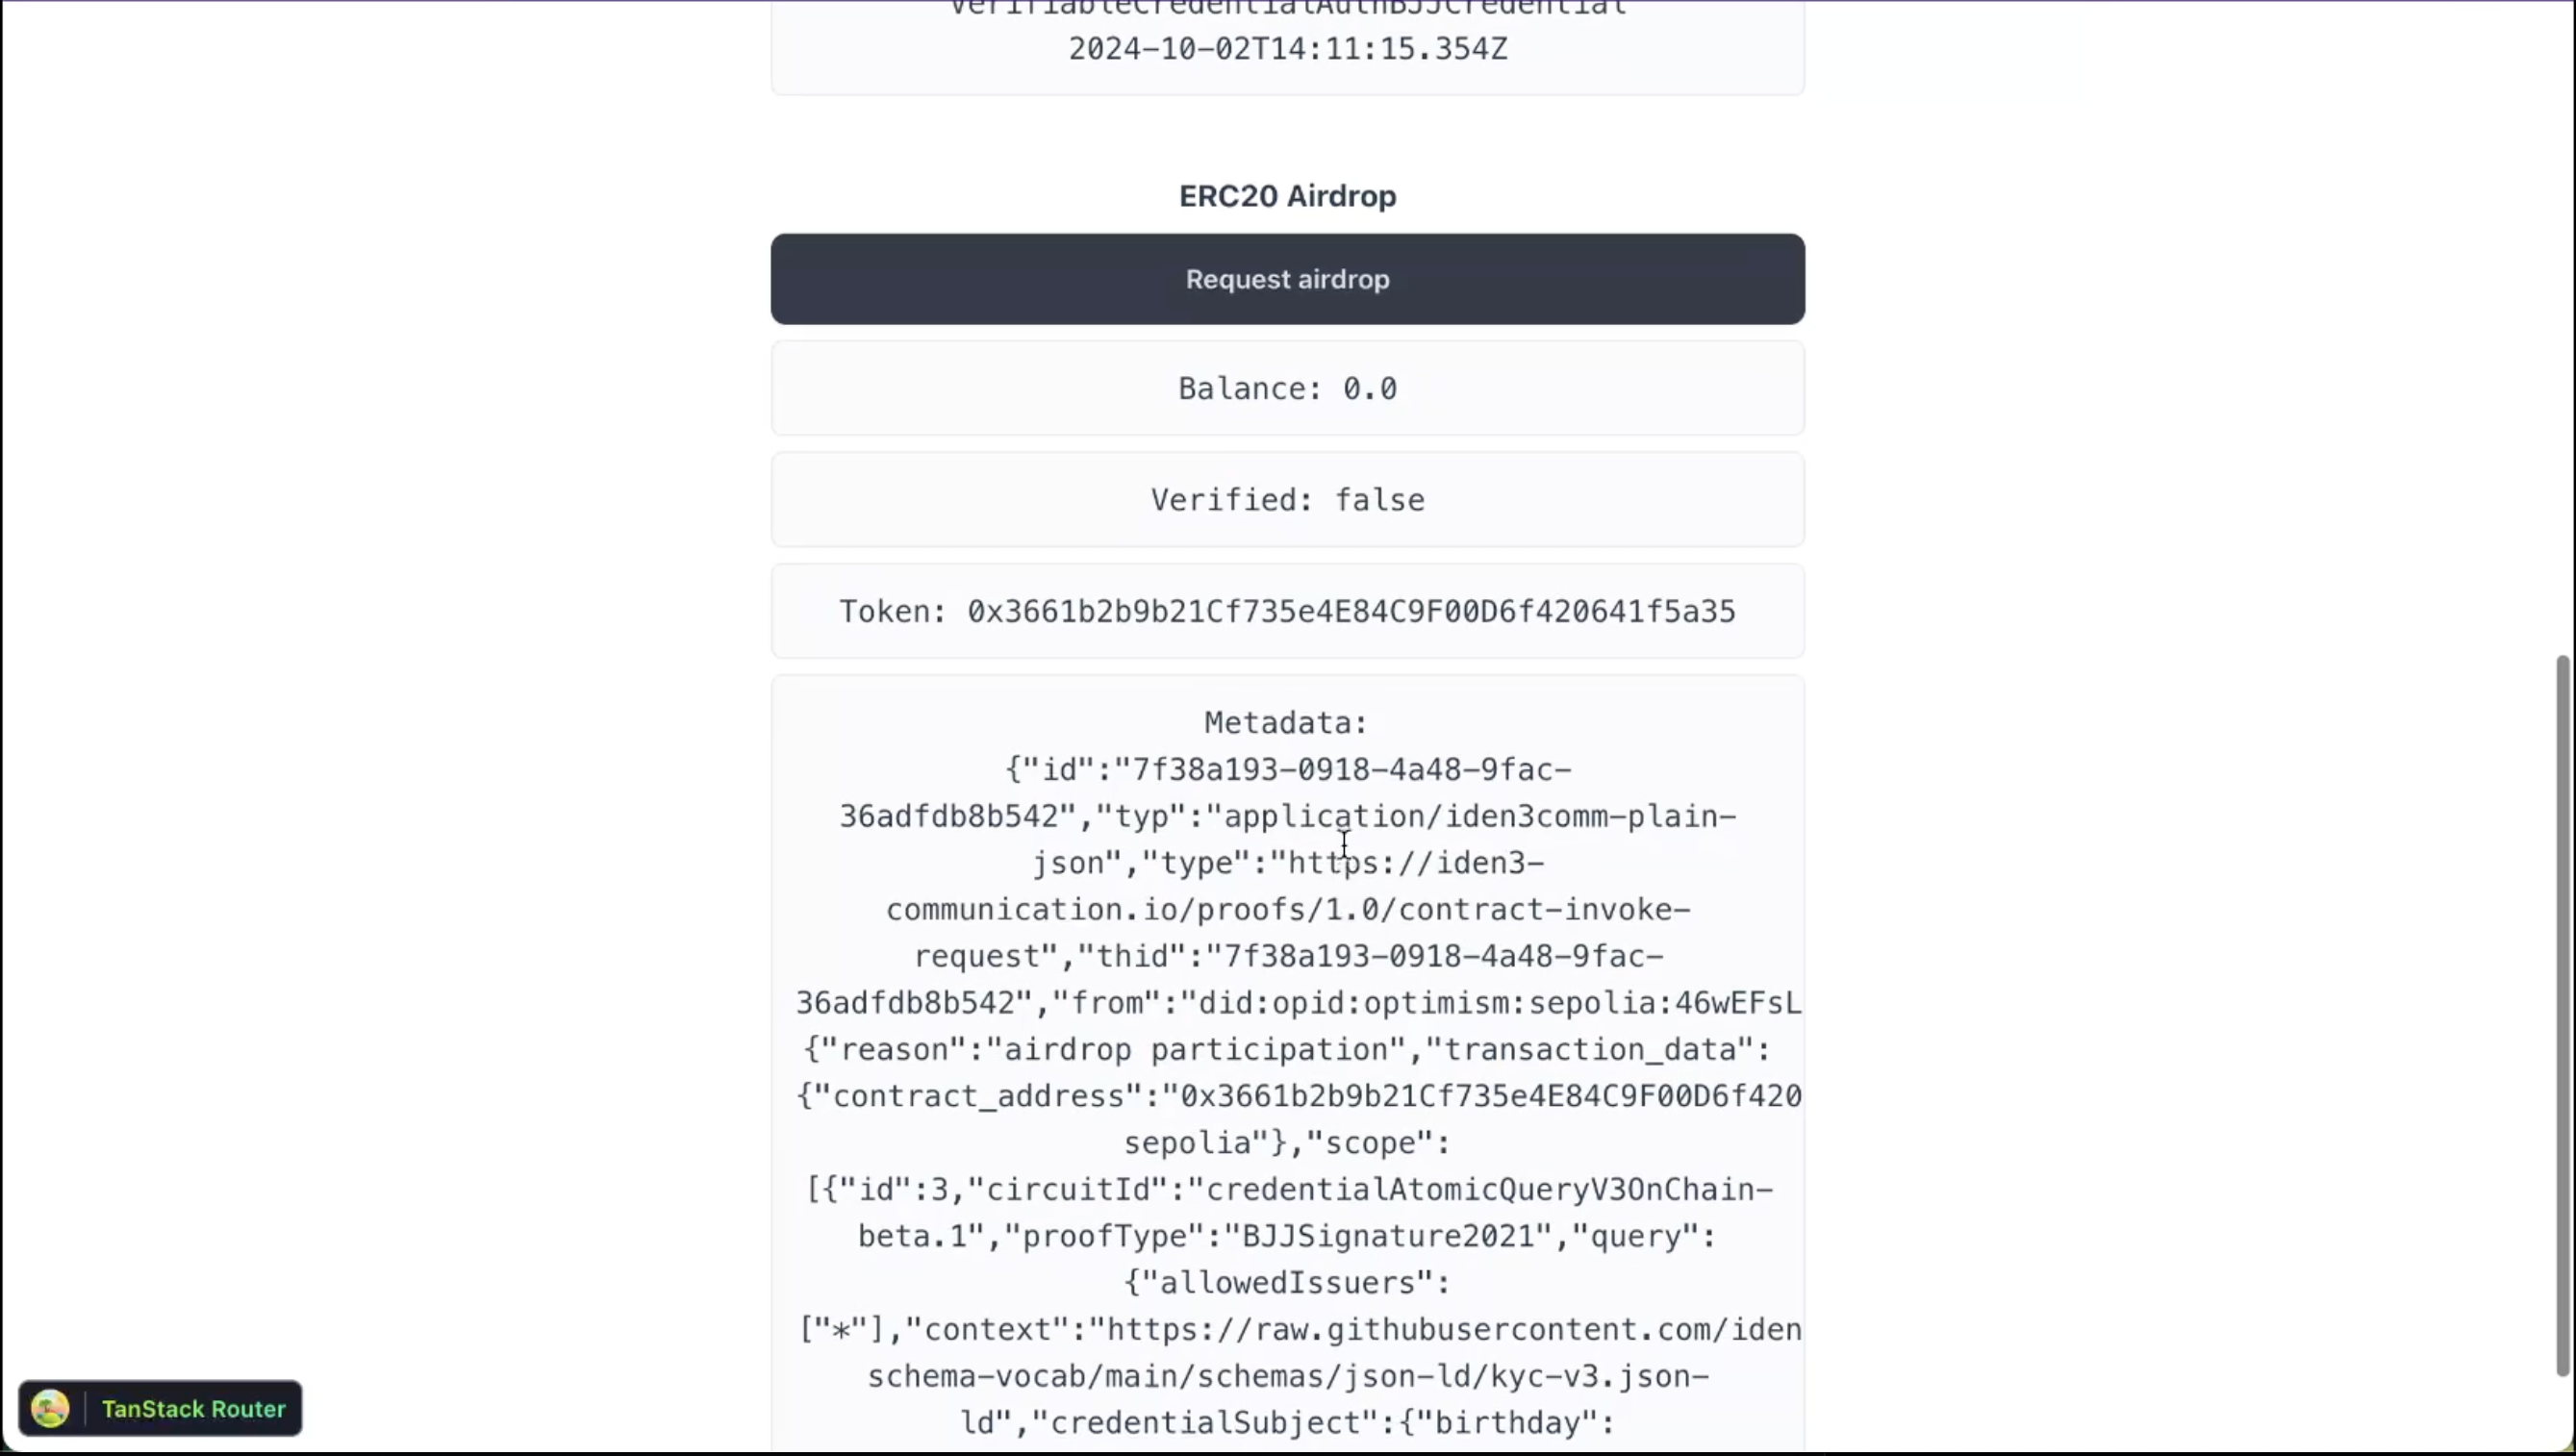 VerifiableCredentialAuthBJJCredential
2024-10-02T14:11:15.354Z
ERC20 Airdrop
Request airdrop
Balance: 0.0
Verified: false
Token: 0x3661b2b9b21Cf735e4E84C9F00D6f420641f5a35
Metadata:
{"id":"7f38a193-0918-4a48-9fac-
36adfdb8b542","typ":"application/iden3comm-plain-
json","type":"https://iden3-
communication.io/proofs/1.0/contract-invoke-
request","thid":"7f38a193-0918-4a48-9fac-
36adfdb8b542","from":"did:opid:optimism:sepolia:46wEFsL
{"reason":"airdrop participation","transaction_data":
{"contract_address":"0x3661b2b9b21Cf735e4E84C9F00D6f420
sepolia"},"scope":
[{"id":3,"circuitId":"credentialAtomicQueryV3OnChain-
beta.1","proofType":"BJJSignature2021","query":
{"allowedIssuers":
["*"],"context":"https://raw.githubusercontent.com/iden
schema-vocab/main/schemas/json-ld/kyc-v3.json-
ld","credentialSubject":{"birthday":
TanStack Router